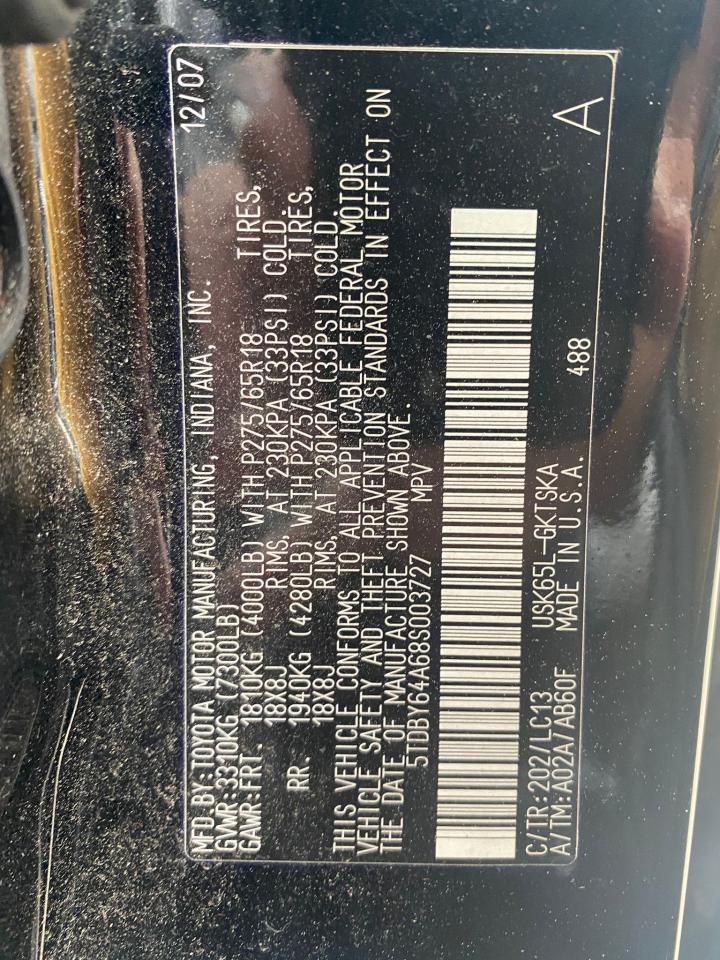 MFD.BY:TOYOTA MOTOR MANUFACTURING, INDIANA, INC. 12/07
GVWR:3310KG(7300LB)
GAWR:FRT. 1810KG (4000LB) WITH P275/65R18 TIRES,
18X8J RIMS, AT 230KPA (33PSI) COLD.
RR. 1940KG (4280LB) WITH P275/65R18 TIRES,
18X8J RIMS, AT 230KPA (33PSI) COLD.
THIS VEHICLE CONFORMS TO ALL APPLICABLE FEDERAL MOTOR
VEHICLE SAFETY AND THEFT PREVENTION STANDARDS IN EFFECT ON
THE DATE OF MANUFACTURE SHOWN ABOVE.
5TDBY64A68S003727 MPV
C/TR:202/LC13 USK65L-GKTSKA
A/TM:A02A/AB60F MADE IN U.S.A. 488
A